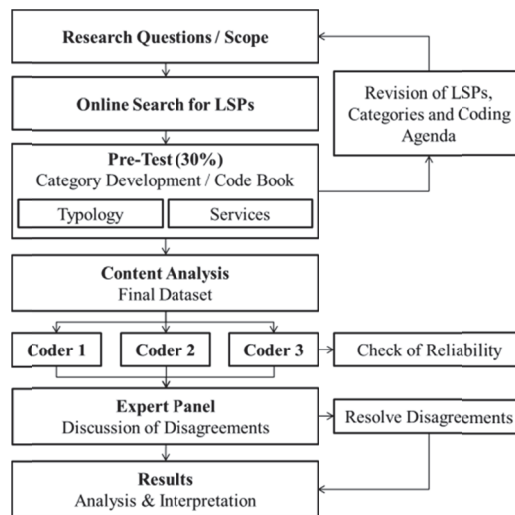 Research Questions / Scope
Online Search for LSPs
Revision of LSPs,
Categories and Coding
Agenda
Pre-Test (30%)
Category Development / Code Book
Typology
Services
Content Analysis
Final Dataset
Coder 1
Coder 2
Coder 3
Check of Reliability
Expert Panel
Discussion of Disagreements
Resolve Disagreements
Results
Analysis & Interpretation